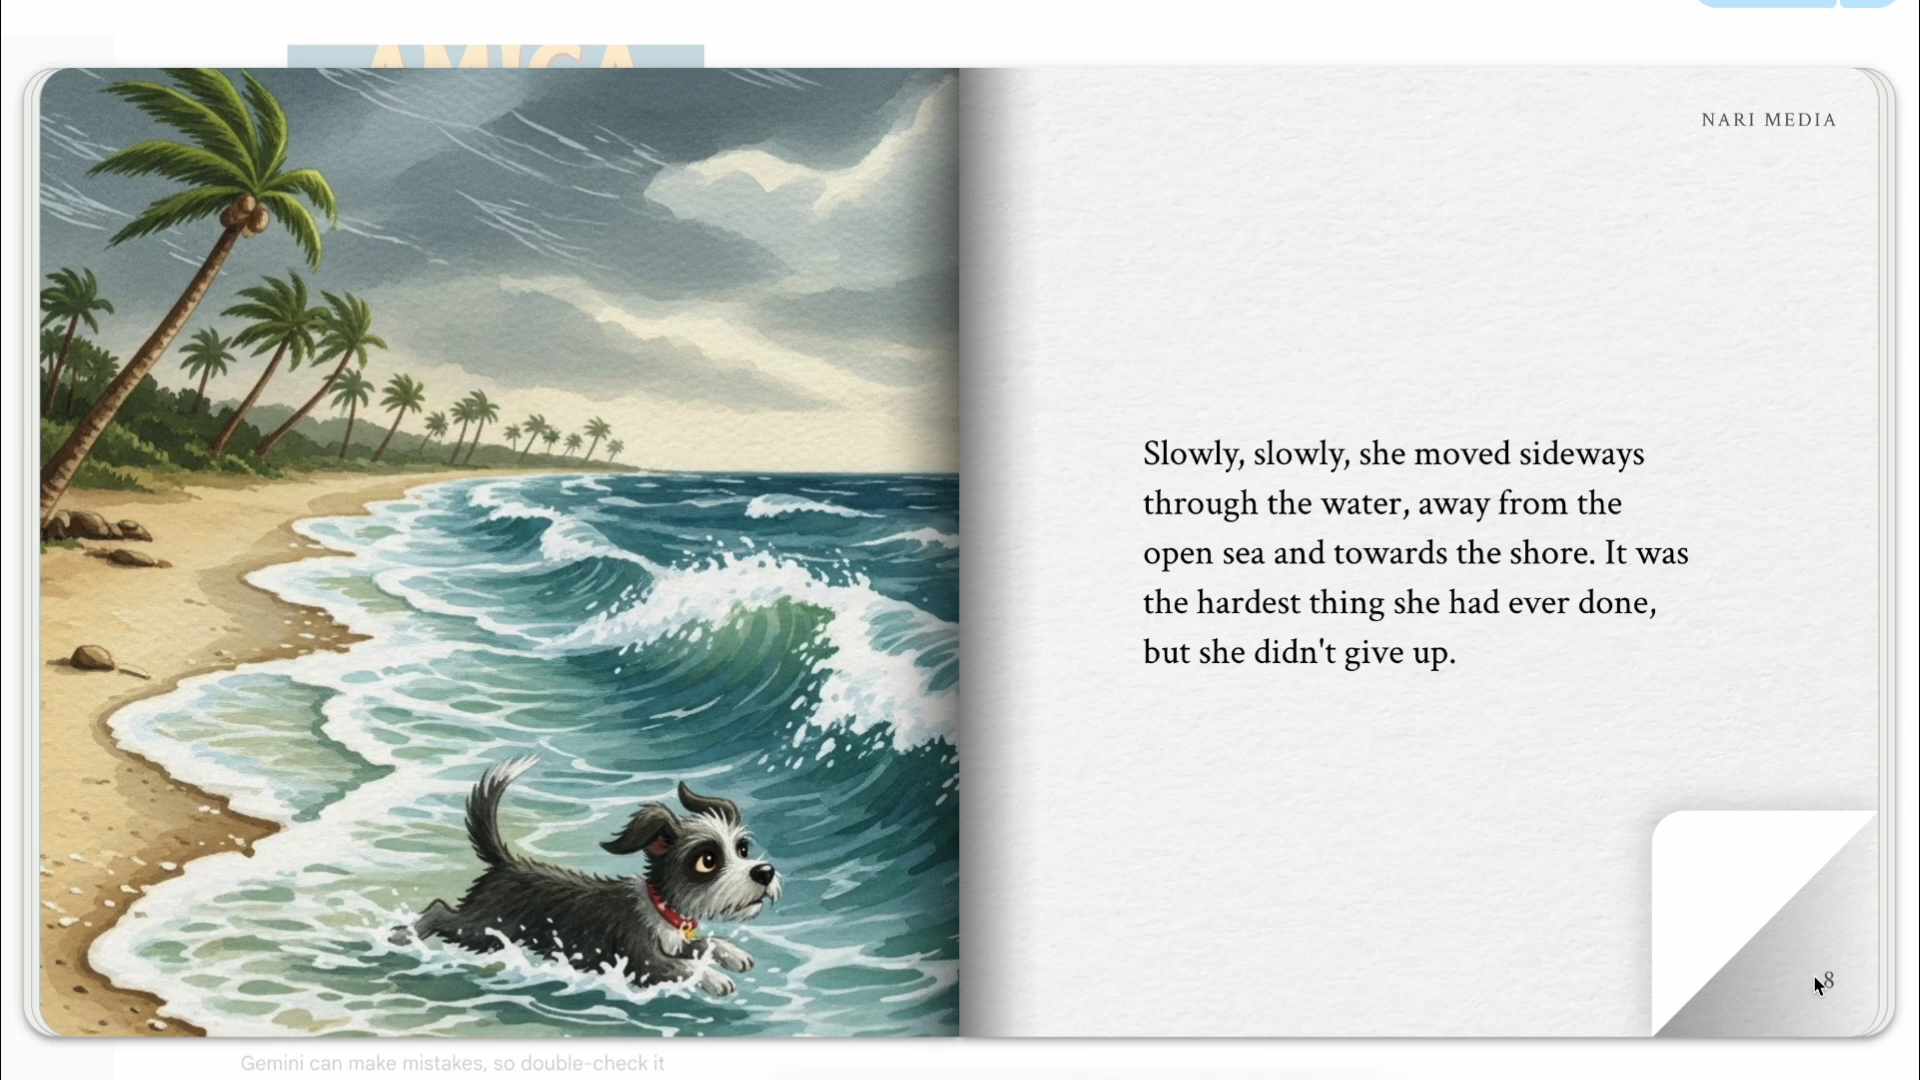 AMIGA
NARI MEDIA
Slowly, slowly, she moved sideways
through the water, away from the
open sea and towards the shore. It was
the hardest thing she had ever done,
but she didn't give up.
8
Gemini can make mistakes, so double-check it